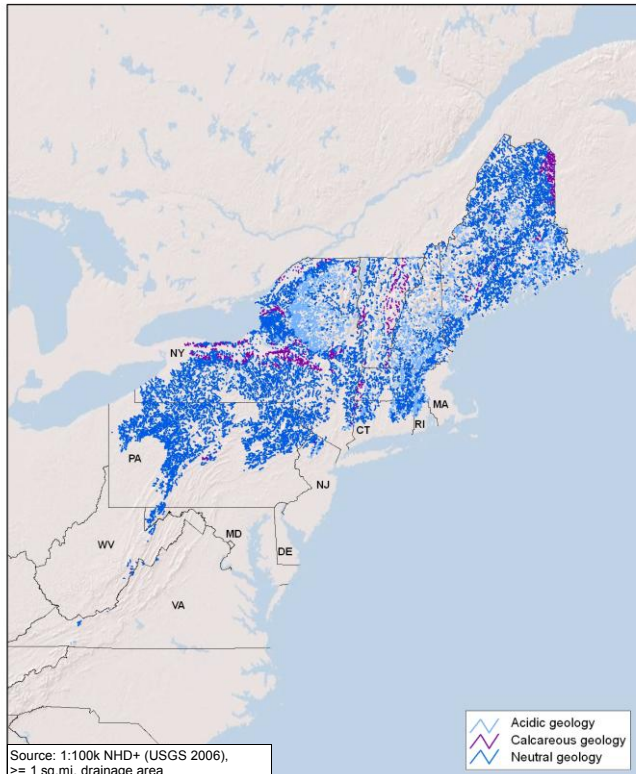 NY
MA
CT
RI
PA
NJ
MD
WV
DE
VA
Acidic geology
Calcareous geology
Neutral geology
Source: 1:100k NHD+ (USGS 2006),
>= 1 sq.mi. drainage area